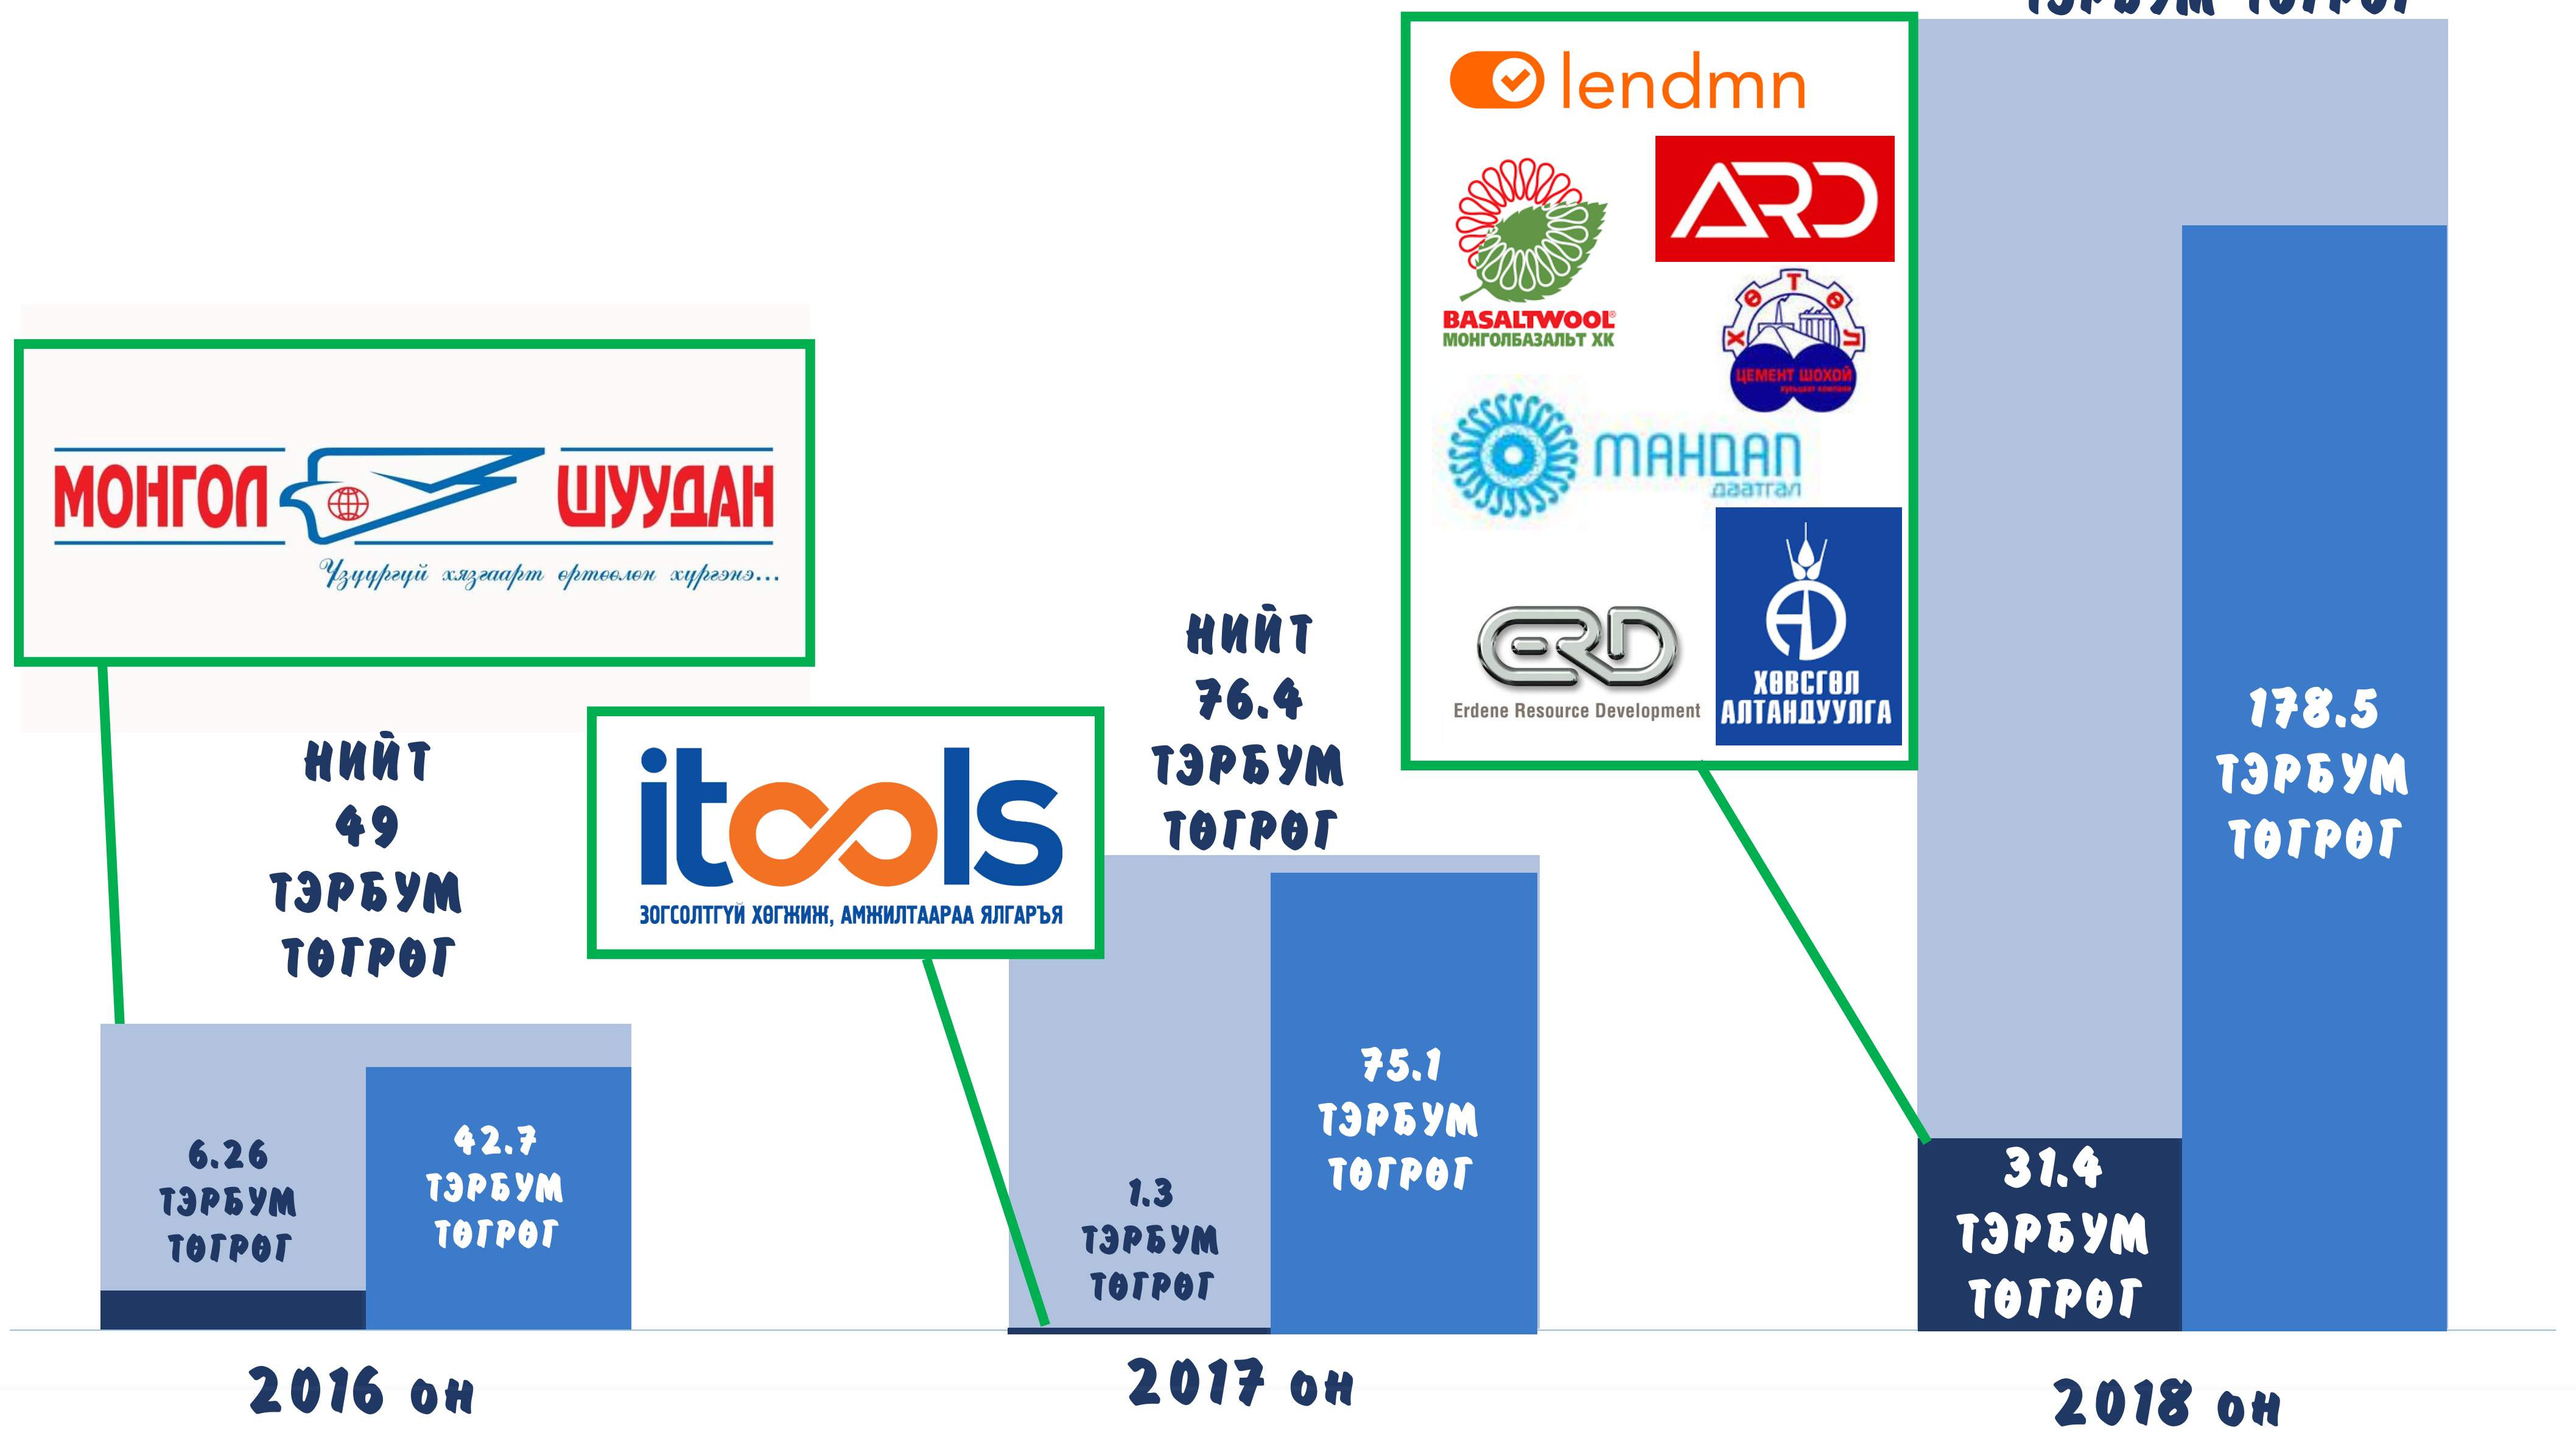 ТЭРБУМ ТӨГРӨГ
lendmn
ARD
BASALTWOOL®
МОНГОЛБАЗАЛЬТ ХК
ХӨТӨЛ
ЦЕМЕНТ ШОХОЙ
МАНДАЛ
даатгал
ERD
Erdene Resource Development
ХӨВСГӨЛ
АЛТАНДУУЛГА
МОНГОЛ ШУУДАН
Үзүүргүй хязгаарт өртөөлөн хүргэнэ...
НИЙТ
49
ТЭРБУМ
ТӨГРӨГ
itools
ЗОГСОЛТГҮЙ ХӨГЖИЖ, АМЖИЛТААРАА ЯЛГАРЪЯ
НИЙТ
76.4
ТЭРБУМ
ТӨГРӨГ
6.26
ТЭРБУМ
ТӨГРӨГ
42.7
ТЭРБУМ
ТӨГРӨГ
1.3
ТЭРБУМ
ТӨГРӨГ
75.1
ТЭРБУМ
ТӨГРӨГ
31.4
ТЭРБУМ
ТӨГРӨГ
178.5
ТЭРБУМ
ТӨГРӨГ
2016 он
2017 он
2018 он